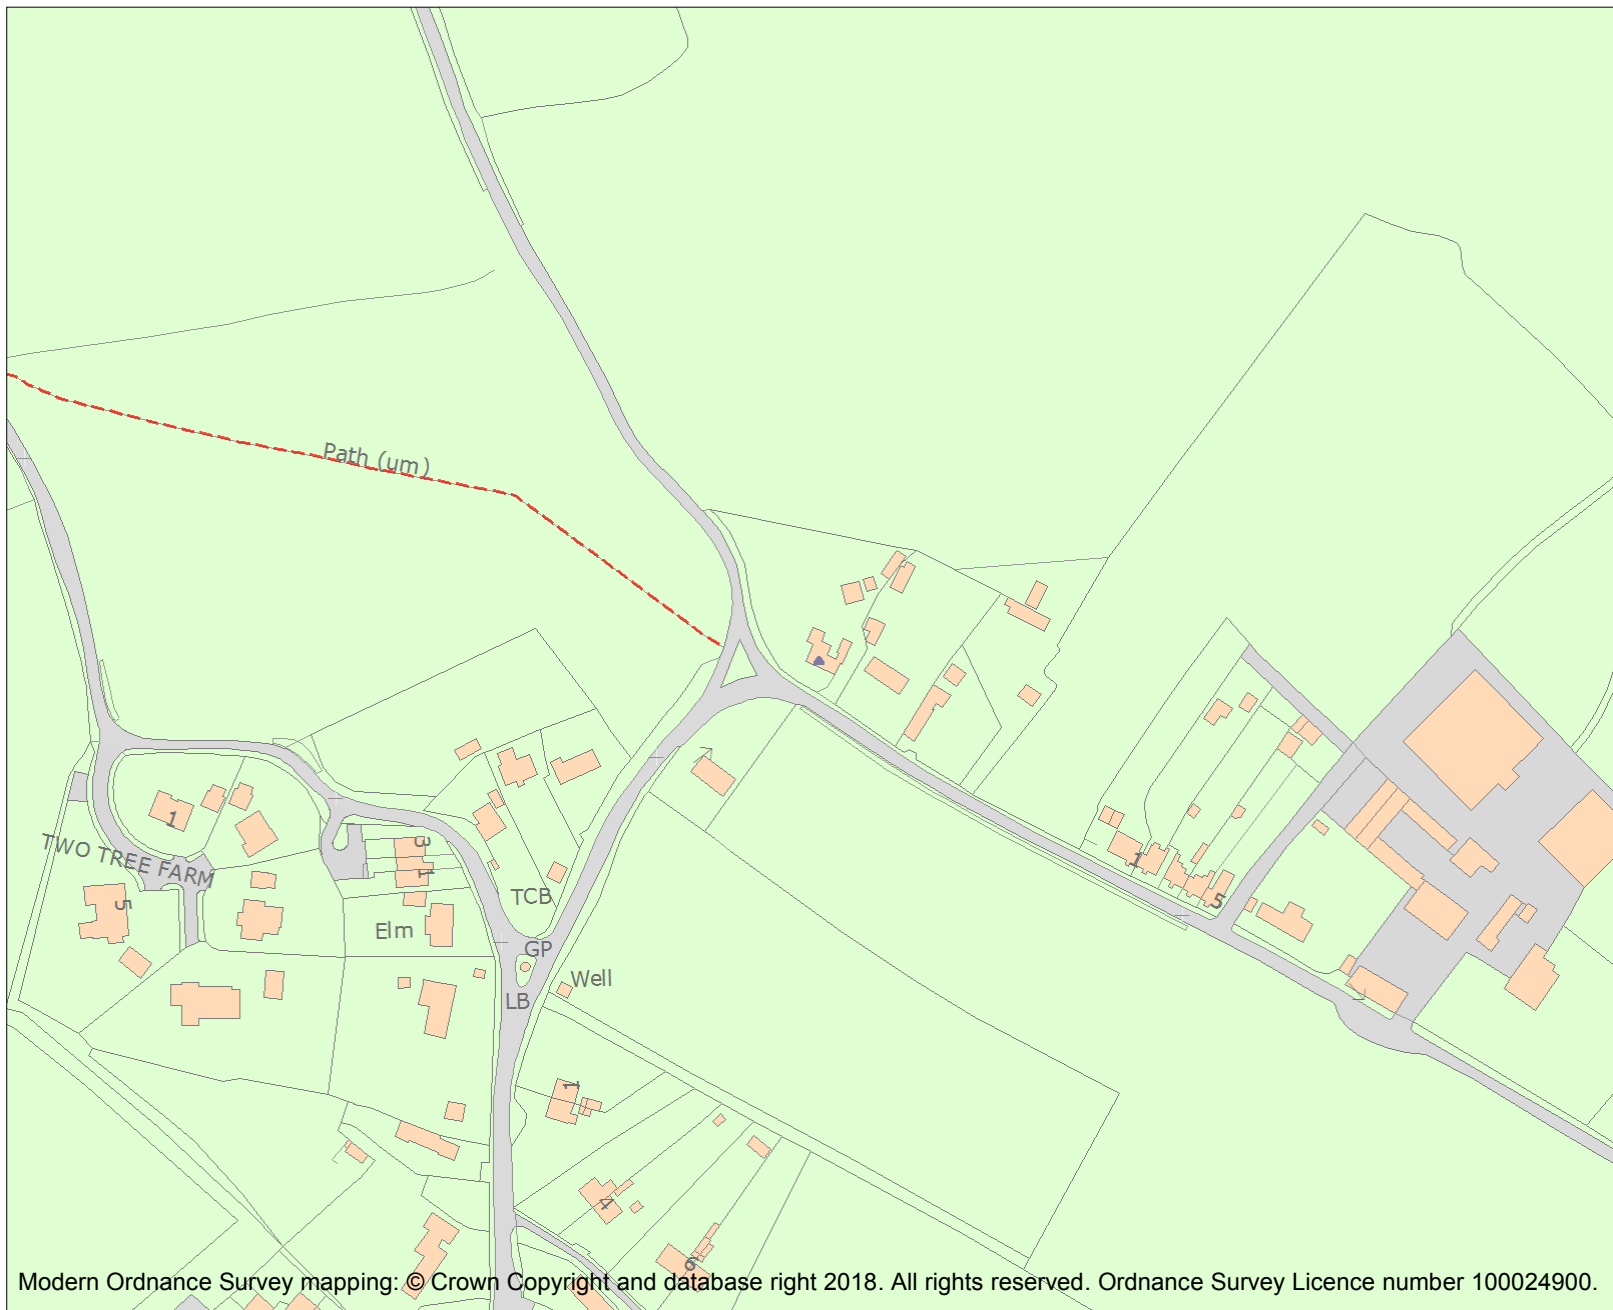 Path (um)
1
3
1
TWO TREE FARM
5
TCB
Elm
GP
Well
LB
1
5
1
4
6
Modern Ordnance Survey mapping: © Crown Copyright and database right 2018. All rights reserved. Ordnance Survey Licence number 100024900.